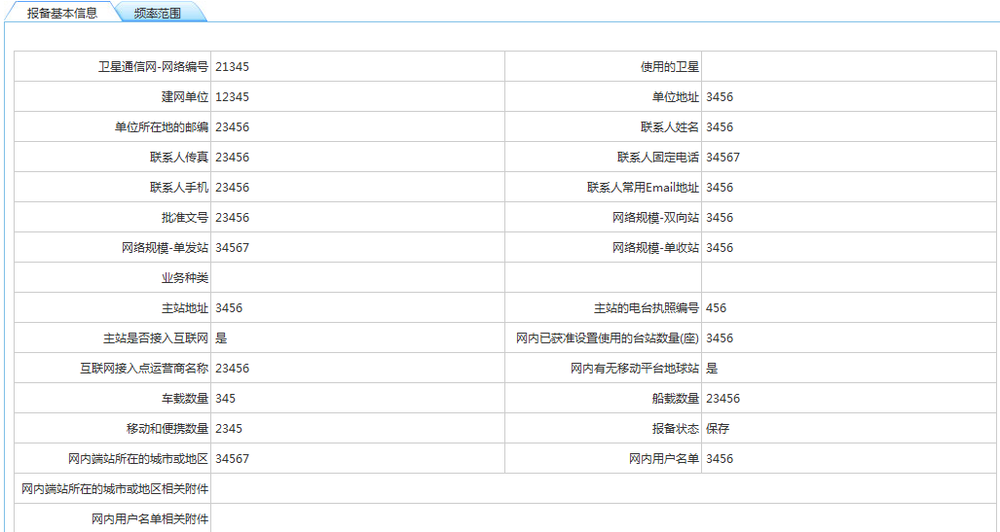 报备基本信息 频率范围
卫星通信网-网络编号 21345 使用的卫星
建网单位 12345 单位地址 3456
单位所在地的邮编 23456 联系人姓名 3456
联系人传真 23456 联系人固定电话 34567
联系人手机 23456 联系人常用Email地址 3456
批准文号 23456 网络规模-双向站 3456
网络规模-单发站 34567 网络规模-单收站 3456
业务种类
主站地址 3456 主站的电台执照编号 456
主站是否接入互联网 是 网内已获准设置使用的台站数量(座) 3456
互联网接入点运营商名称 23456 网内有无移动平台地球站 是
车载数量 345 船载数量 23456
移动和便携数量 2345 报备状态 保存
网内端站所在的城市或地区 34567 网内用户名单 3456
网内端站所在的城市或地区相关附件
网内用户名单相关附件